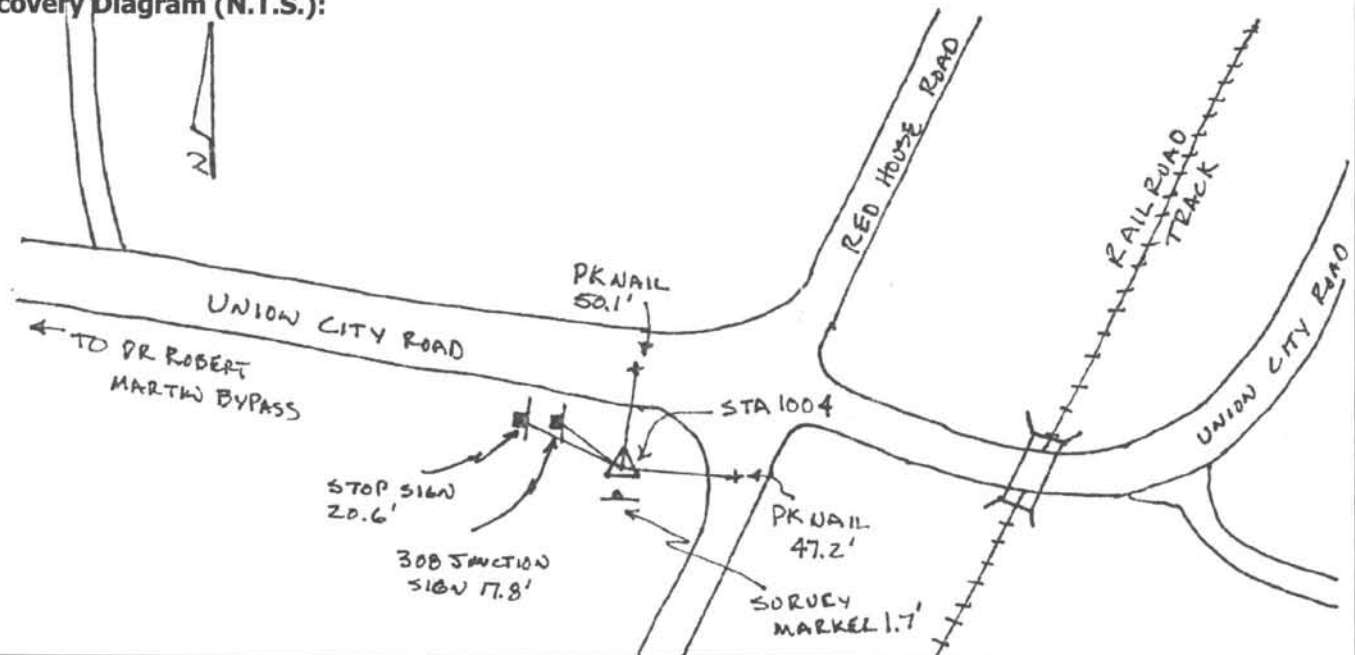 covery Diagram (N.T.S.):
N
RED HOUSE ROAD
RAILROAD
TRACK
PK NAIL
50.1'
UNION CITY ROAD
← TO DR ROBERT
MARTIN BYPASS
UNION CITY ROAD
STA 1004
STOP SIGN
20.6'
308 JUNCTION
SIGN 17.8'
PK NAIL
47.2'
SURVEY
MARKER 1.7'